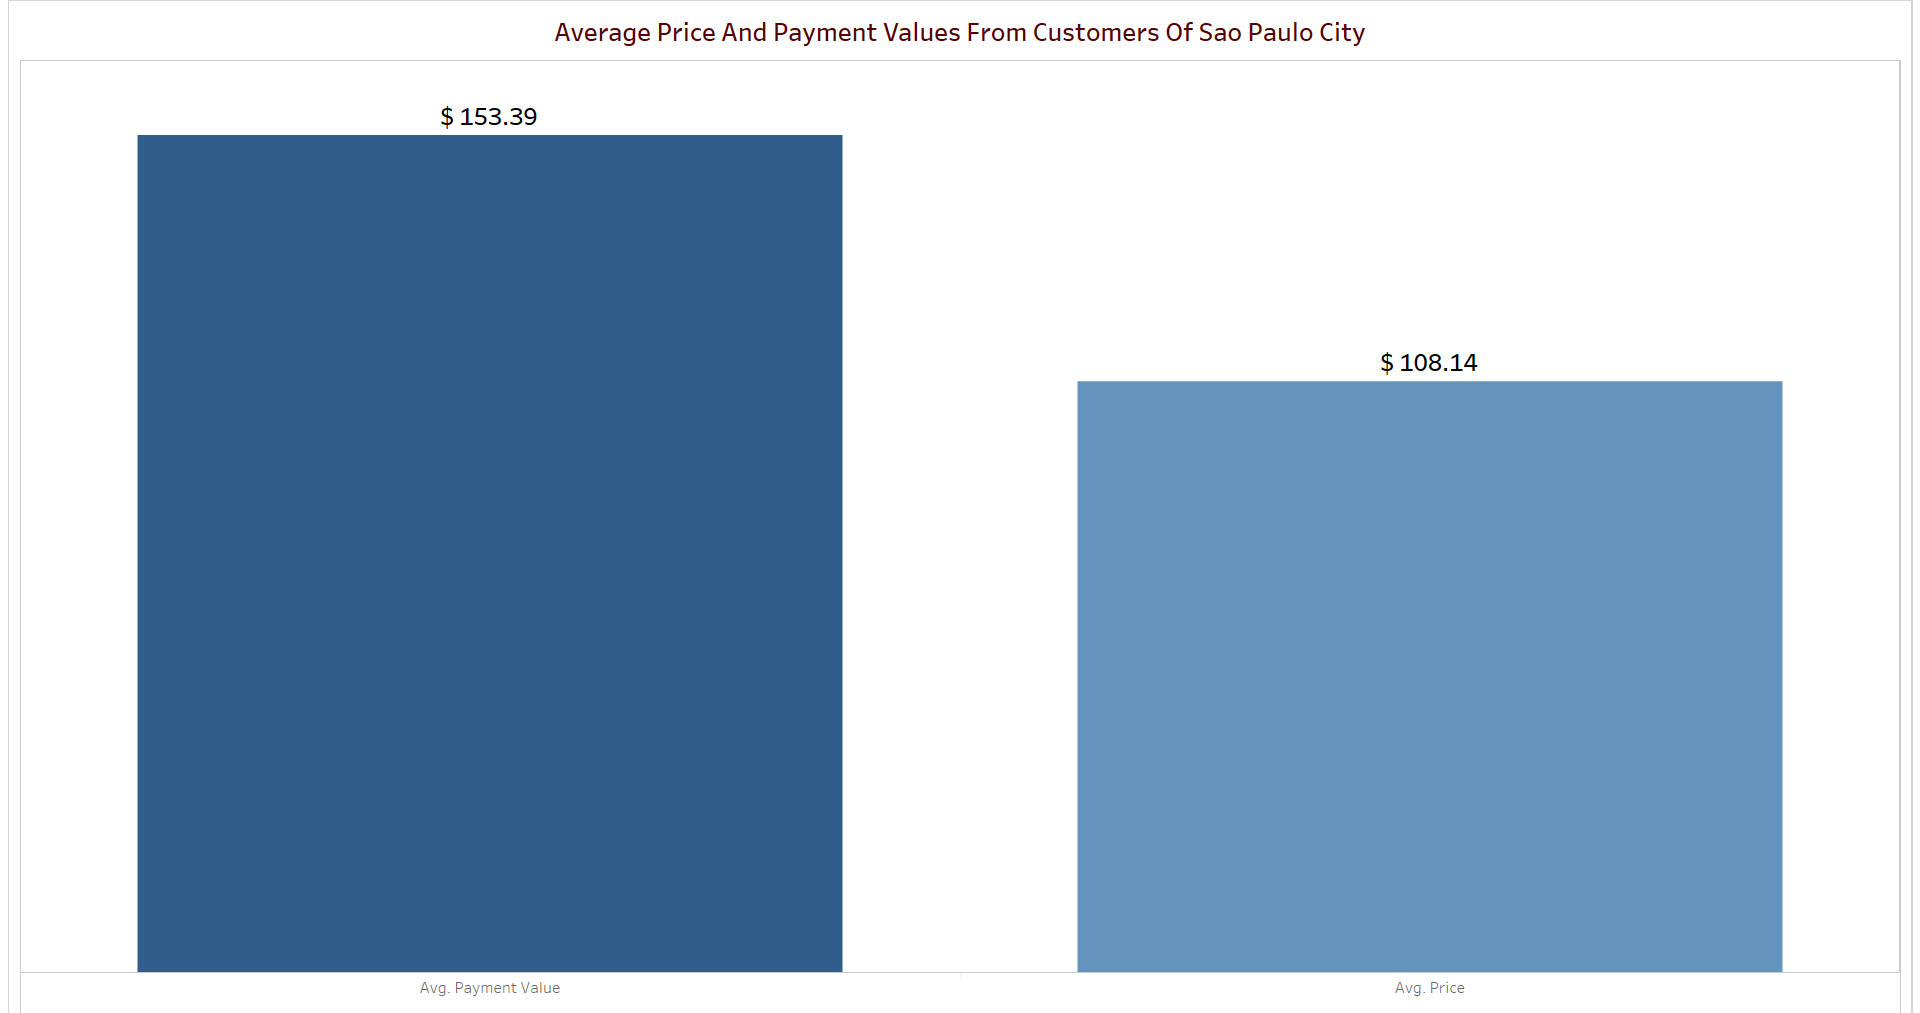 Average Price And Payment Values From Customers Of Sao Paulo City
$ 153.39
$ 108.14
Avg. Payment Value
Avg. Price